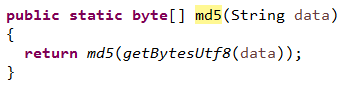 public static byte[] md5(String data)
{
return md5(getBytesUtf8(data));
}